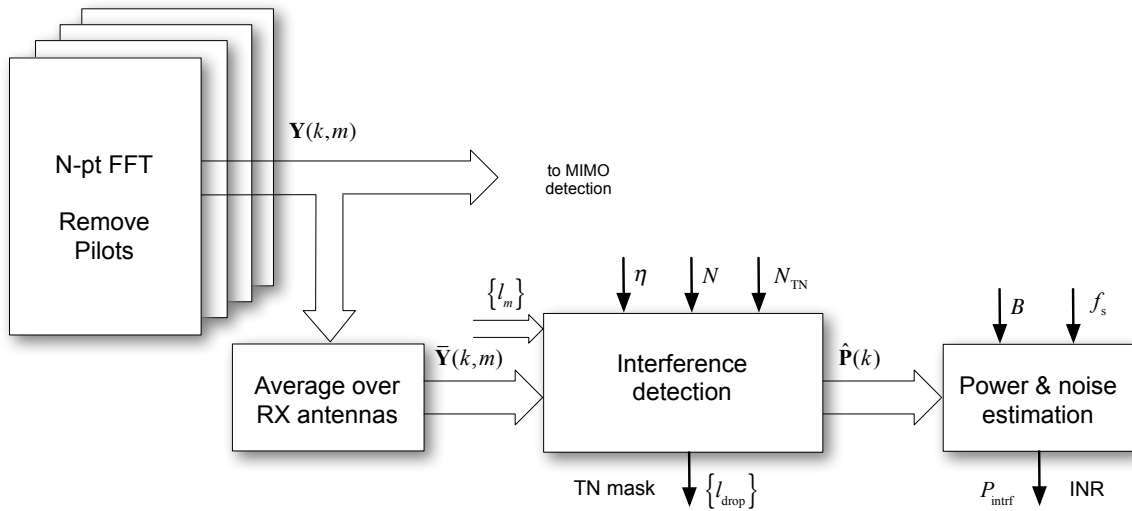 N-pt FFT
Remove
Pilots
𝐘(k,m)
to MIMO
detection
{l_m}
η
N
N_TN
Average over
RX antennas
𝐘̄(k,m)
Interference
detection
𝐏̂(k)
B
f_s
Power & noise
estimation
TN mask
{l_drop}
P_intrf
INR